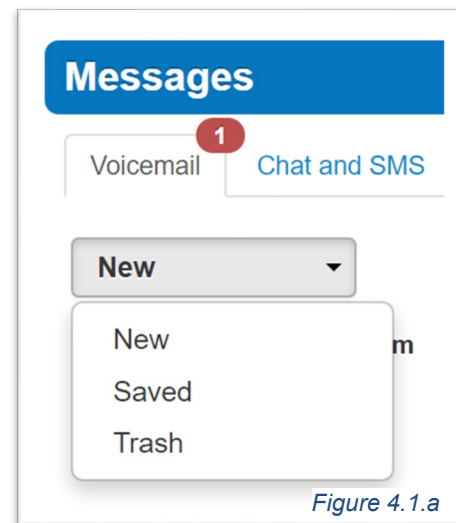 Messages
1
Voicemail Chat and SMS
New
New
m
Saved
Trash
Figure 4.1.a